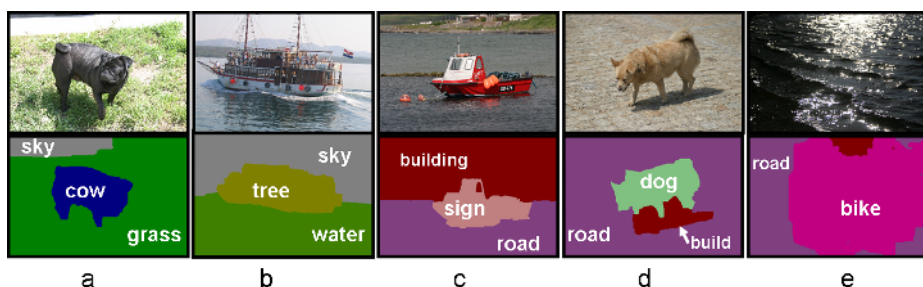 sky
cow
grass
sky
tree
water
building
sign
road
dog
road
build
road
bike
a
b
c
d
e